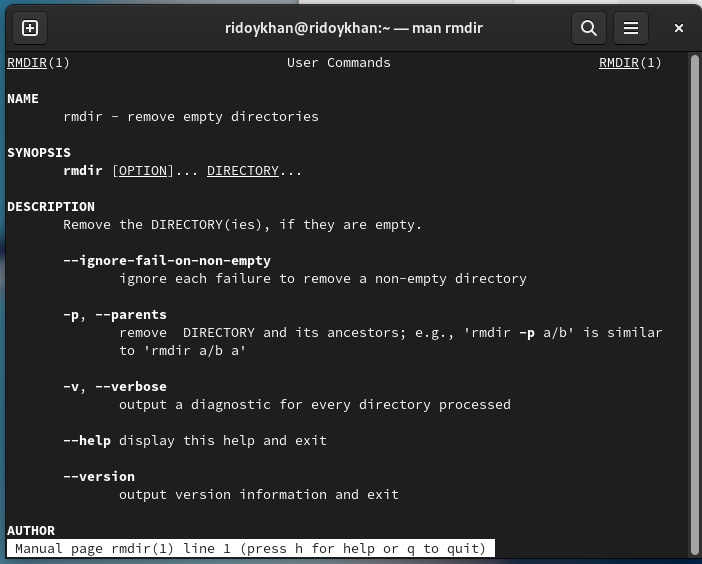 ridoykhan@ridoykhan:~ — man rmdir
RMDIR(1) User Commands RMDIR(1)
NAME
rmdir - remove empty directories
SYNOPSIS
rmdir [OPTION]... DIRECTORY...
DESCRIPTION
Remove the DIRECTORY(ies), if they are empty.
--ignore-fail-on-non-empty
ignore each failure to remove a non-empty directory
-p, --parents
remove  DIRECTORY and its ancestors; e.g., 'rmdir -p a/b' is similar
to 'rmdir a/b a'
-v, --verbose
output a diagnostic for every directory processed
--help display this help and exit
--version
output version information and exit
AUTHOR
Manual page rmdir(1) line 1 (press h for help or q to quit)